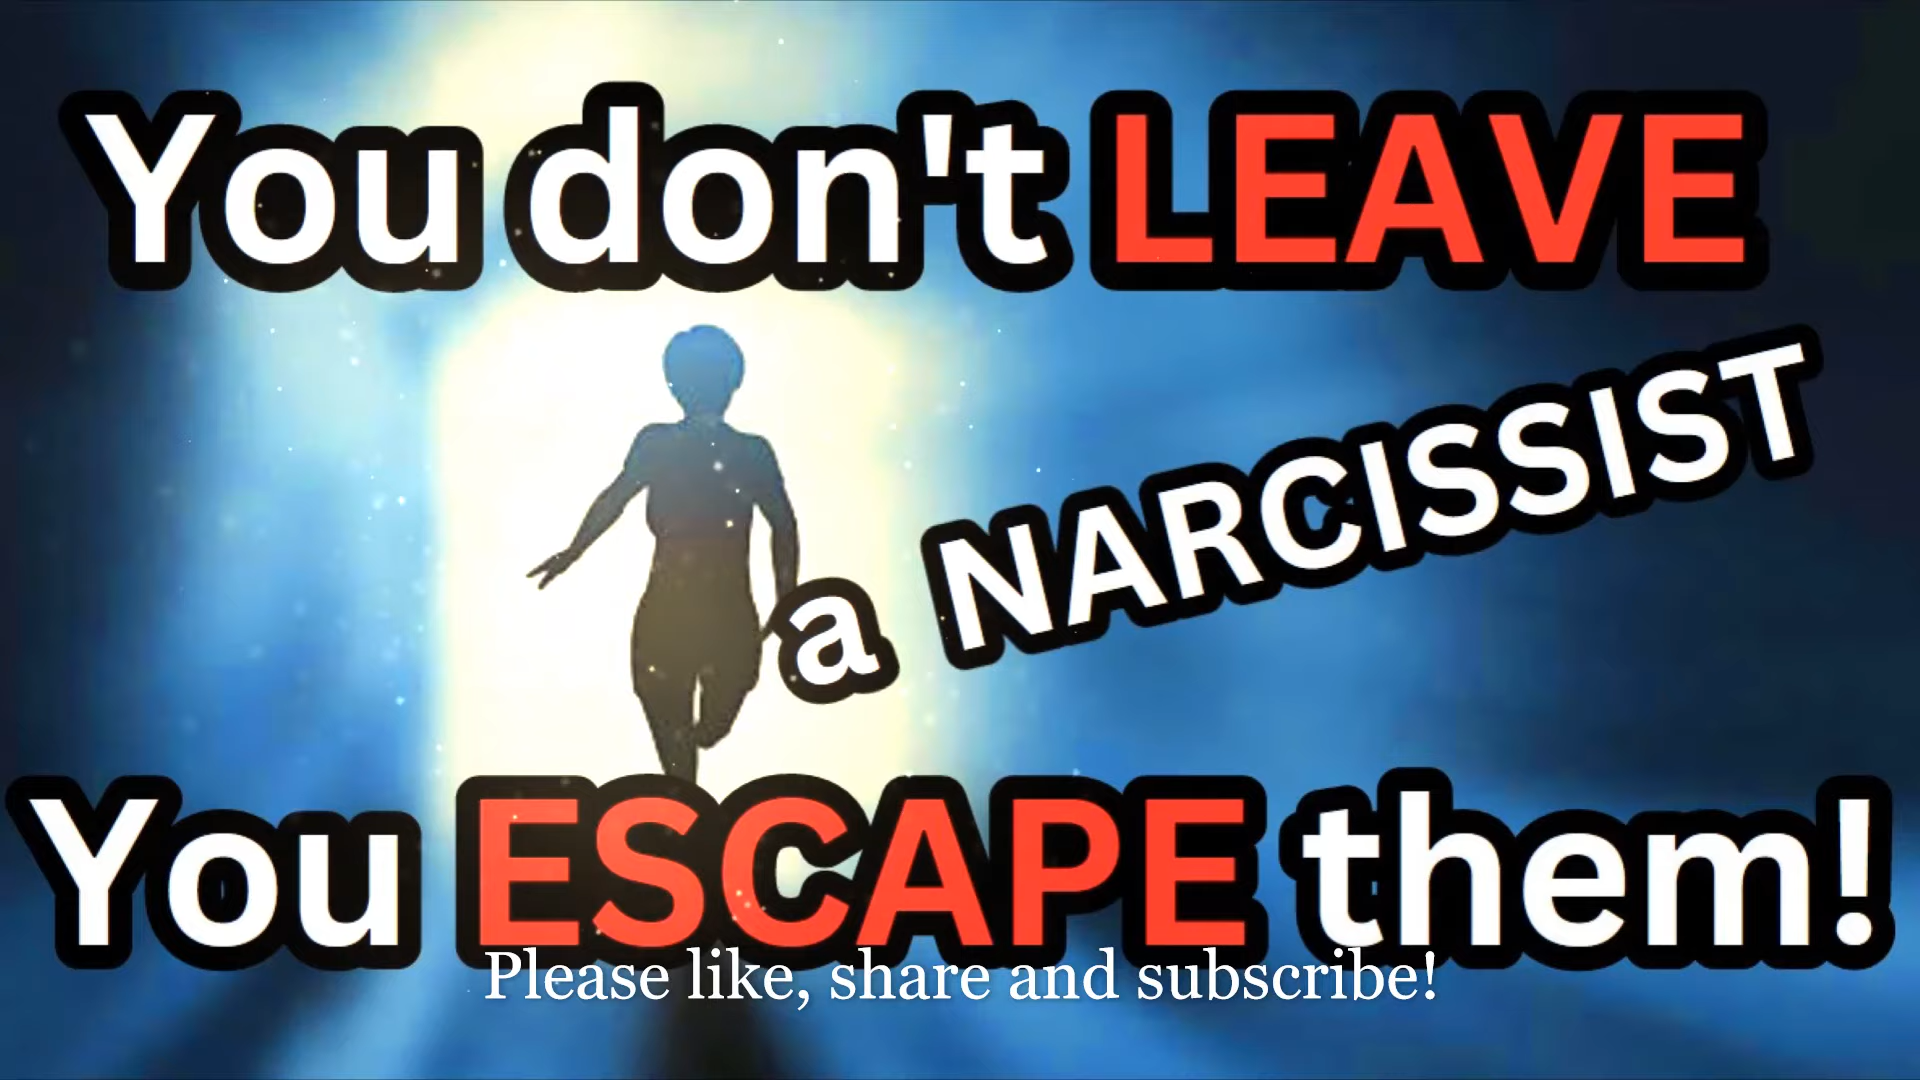 You don't LEAVE
a NARCISSIST
You ESCAPE them!
Please like, share and subscribe!